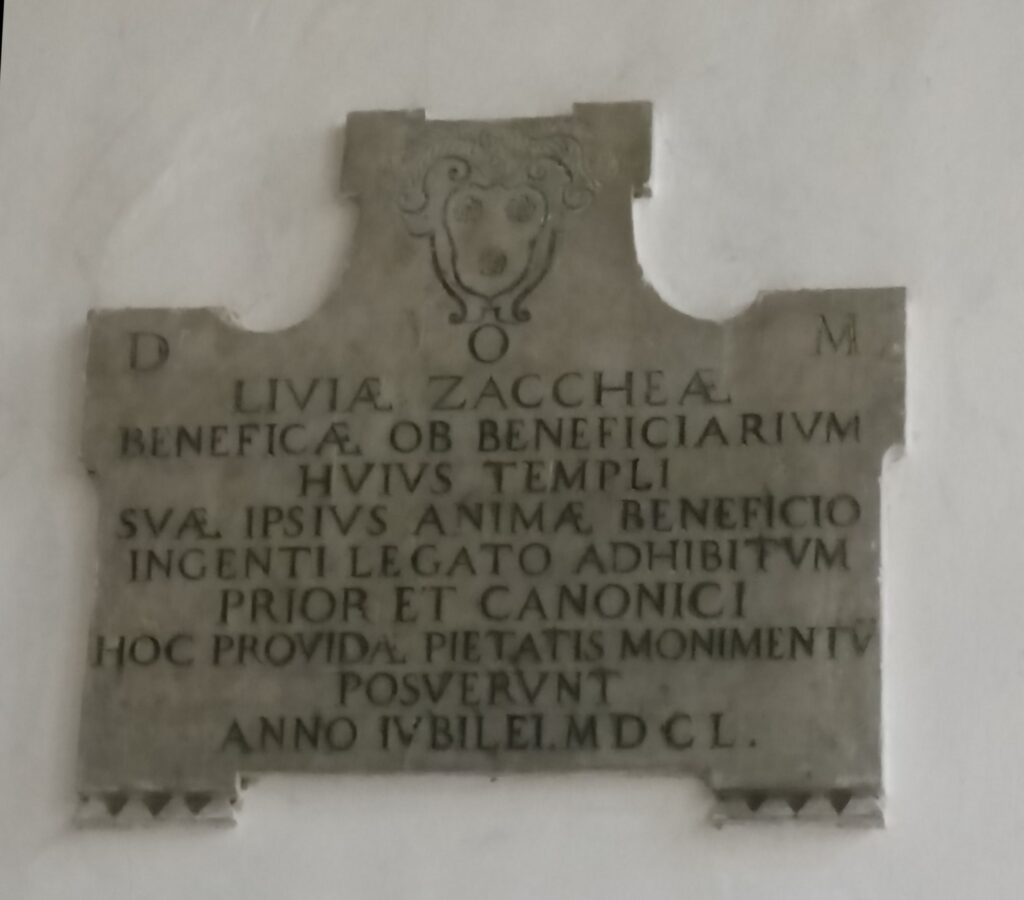 D O M
LIVIÆ ZACCHEÆ
BENEFICÆ OB BENEFICIARIVM
HVIVS TEMPLI
SVÆ IPSIVS ANIMÆ BENEFICIO
INGENTI LEGATO ADHIBITVM
PRIOR ET CANONICI
HOC PROVIDÆ PIETATIS MONIMENTV̄
POSVERVNT
ANNO IVBILEI. MDCL.